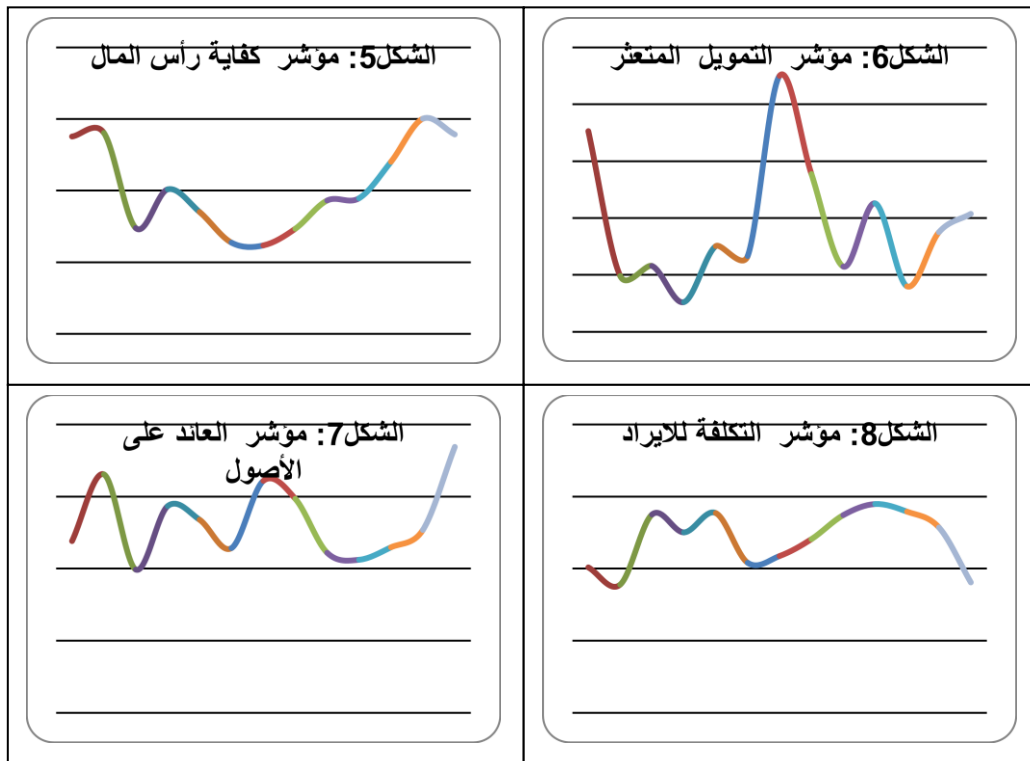 الشكل5: مؤشر كفاية رأس المال
الشكل6: مؤشر التمويل المتعثر
الشكل7: مؤشر العائد على
الأصول
الشكل8: مؤشر التكلفة للايراد